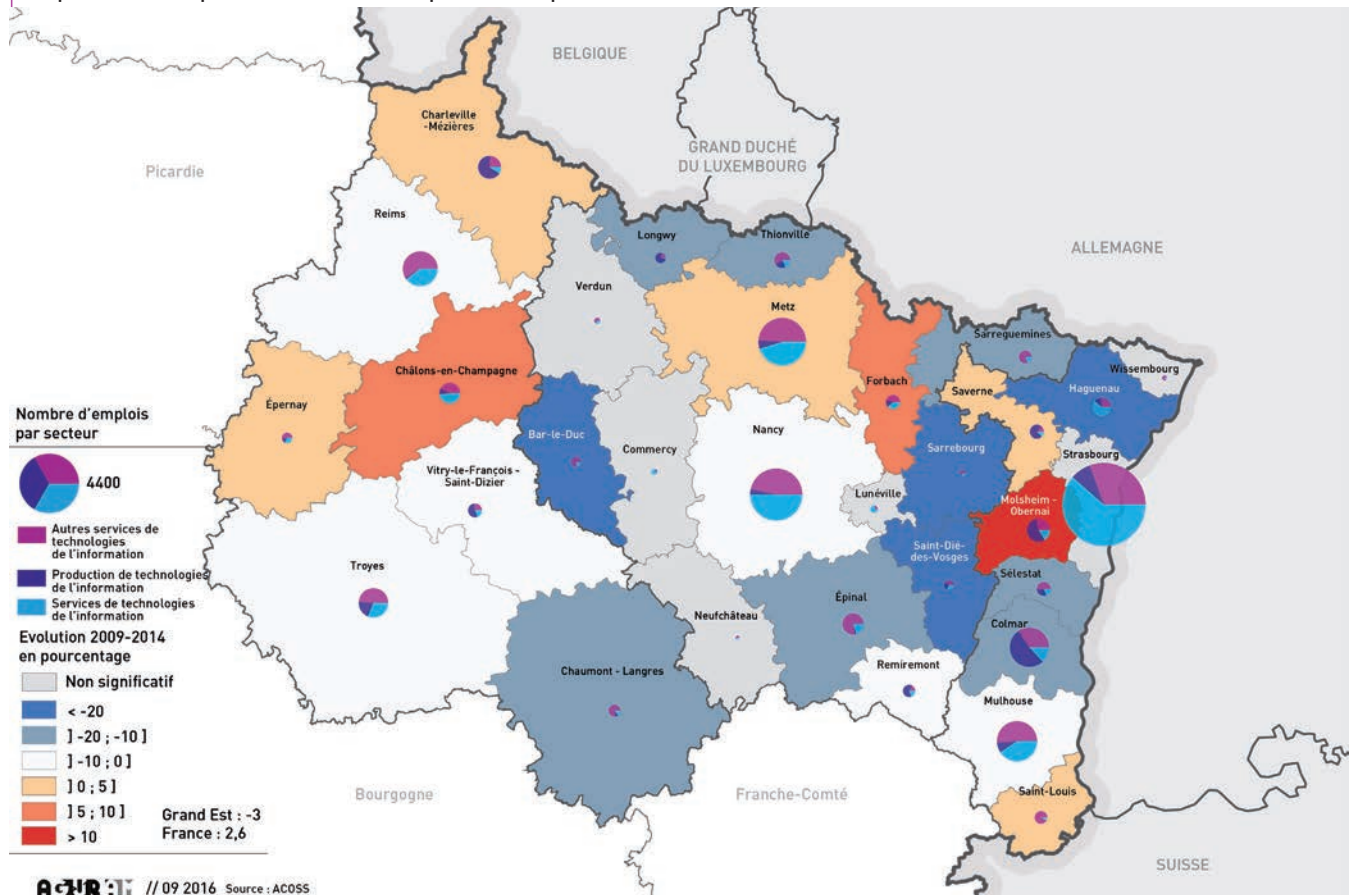 BELGIQUE
GRAND DUCHÉ
DU LUXEMBOURG
Picardie
ALLEMAGNE
Charleville
-Mézières
Reims
Longwy
Thionville
Verdun
Metz
Sarreguemines
Wissembourg
Haguenau
Châlons-en-Champagne
Forbach
Saverne
Épernay
Bar-le-Duc
Commercy
Nancy
Sarrebourg
Strasbourg
Vitry-le-François -
Saint-Dizier
Lunéville
Molsheim -
Obernai
Saint-Dié-
des-Vosges
Troyes
Sélestat
Neufchâteau
Épinal
Colmar
Chaumont - Langres
Remiremont
Mulhouse
Saint-Louis
Bourgogne
Franche-Comté
SUISSE
Nombre d'emplois
par secteur
4400
Autres services de
technologies
de l'information
Production de technologies
de l'information
Services de technologies
de l'information
Evolution 2009-2014
en pourcentage
Non significatif
< -20
] -20 ; -10 ]
] -10 ; 0 ]
] 0 ; 5 ]
] 5 ; 10 ]
> 10
Grand Est : -3
France : 2,6
// 09 2016 Source : ACOSS